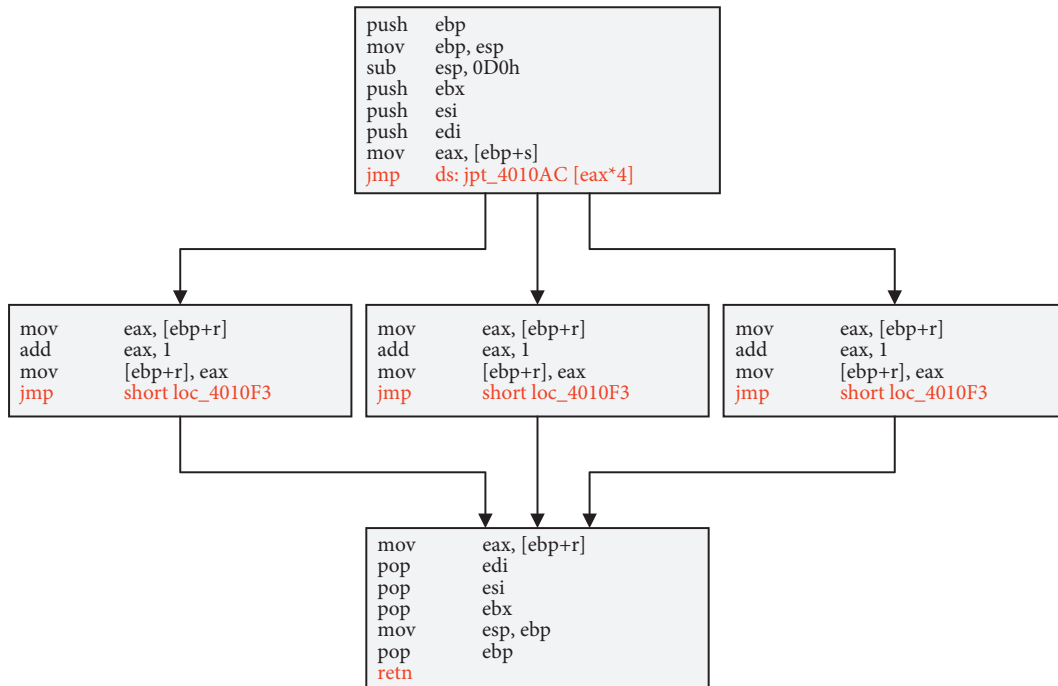 push ebp
mov ebp, esp
sub esp, 0D0h
push ebx
push esi
push edi
mov eax, [ebp+s]
jmp ds: jpt_4010AC [eax*4]
mov eax, [ebp+r]
add eax, 1
mov [ebp+r], eax
jmp short loc_4010F3
mov eax, [ebp+r]
add eax, 1
mov [ebp+r], eax
jmp short loc_4010F3
mov eax, [ebp+r]
add eax, 1
mov [ebp+r], eax
jmp short loc_4010F3
mov eax, [ebp+r]
pop edi
pop esi
pop ebx
mov esp, ebp
pop ebp
retn